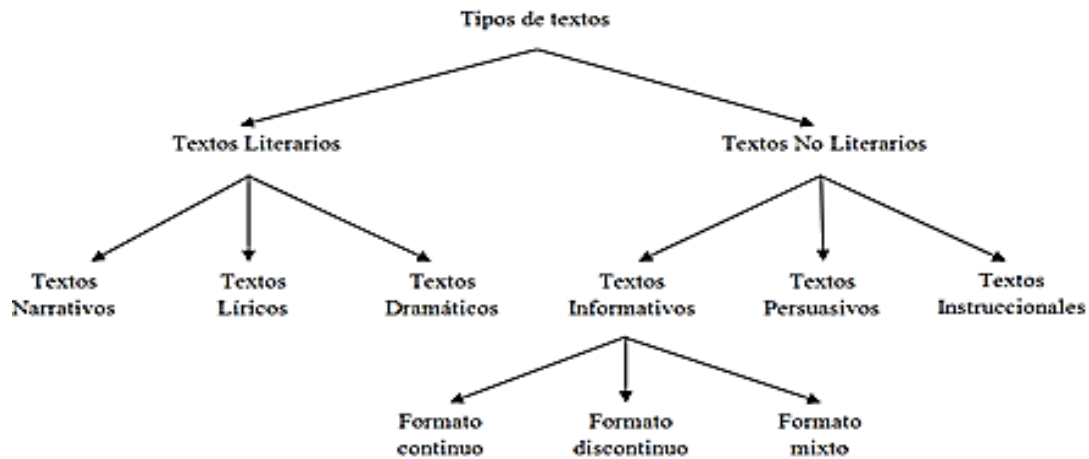 Tipos de textos
Textos Literarios
Textos No Literarios
Textos
Narrativos
Textos
Líricos
Textos
Dramáticos
Textos
Informativos
Textos
Persuasivos
Textos
Instruccionales
Formato
continuo
Formato
discontinuo
Formato
mixto